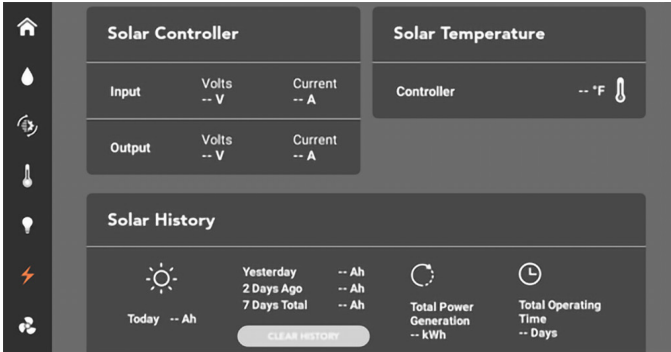 Solar Controller
Input Volts -- V Current -- A
Output Volts -- V Current -- A
Solar Temperature
Controller -- °F
Solar History
Today -- Ah
Yesterday -- Ah
2 Days Ago -- Ah
7 Days Total -- Ah
CLEAR HISTORY
Total Power
Generation
-- kWh
Total Operating
Time
-- Days